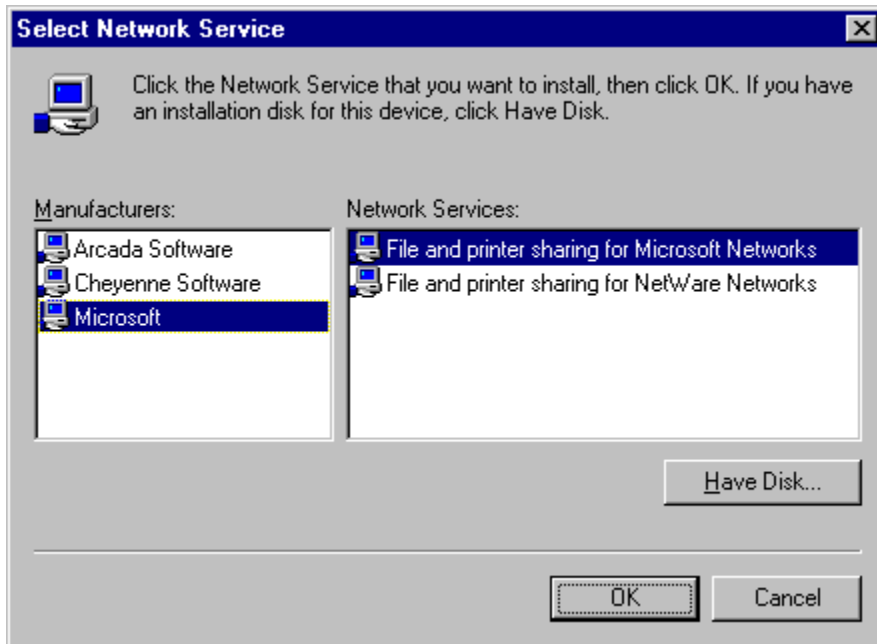 Select Network Service
Click the Network Service that you want to install, then click OK. If you have
an installation disk for this device, click Have Disk.
Manufacturers:
Arcada Software
Cheyenne Software
Microsoft
Network Services:
File and printer sharing for Microsoft Networks
File and printer sharing for NetWare Networks
Have Disk...
OK
Cancel